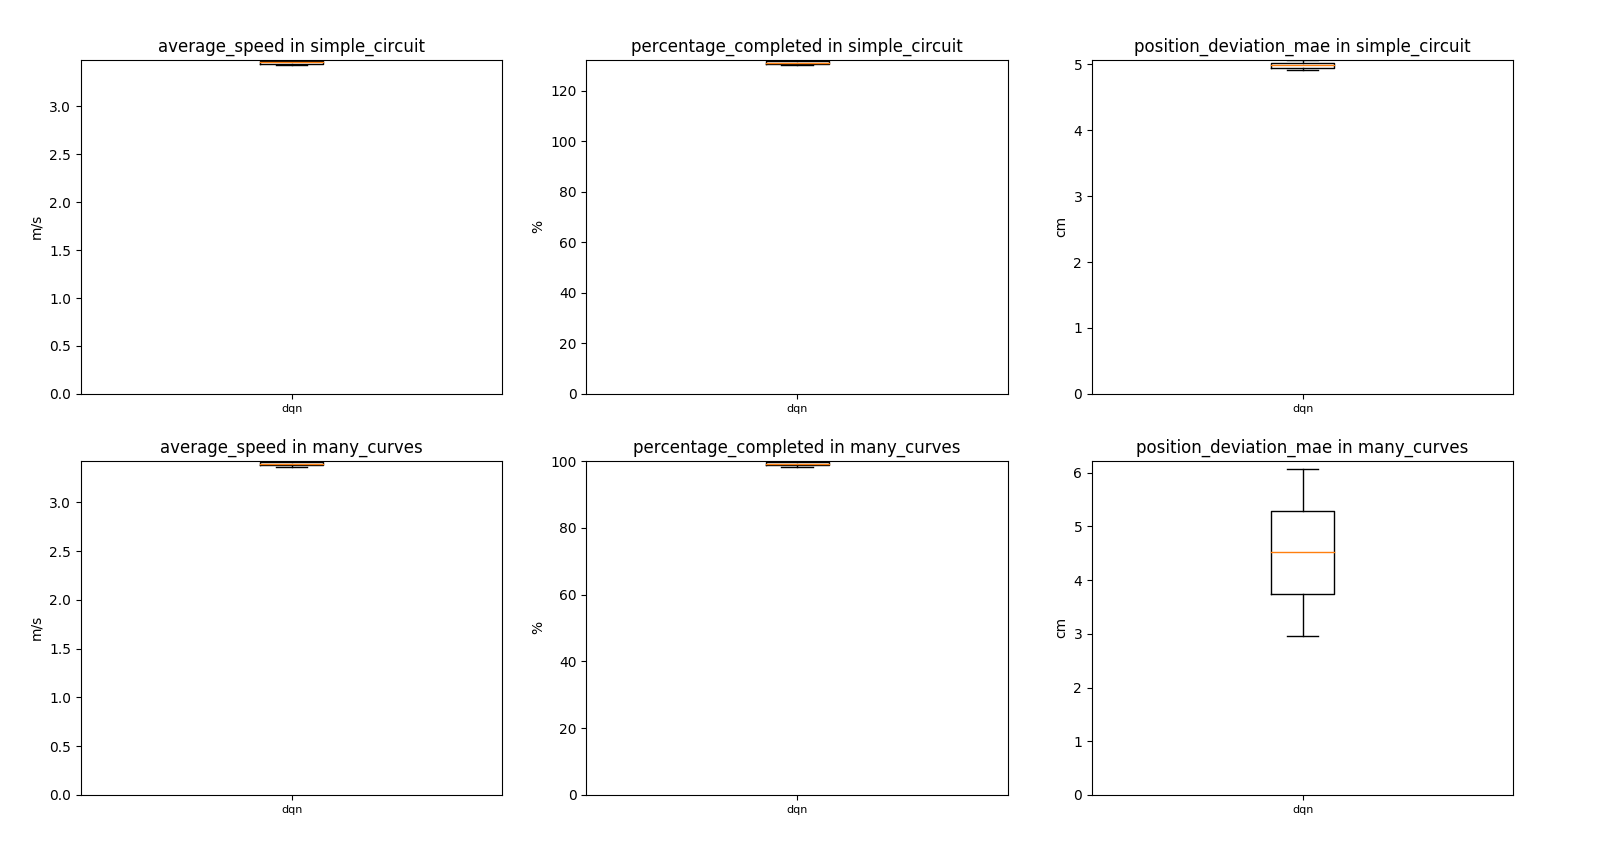 average_speed in simple_circuit
m/s
3.0
2.5
2.0
1.5
1.0
0.5
0.0
dqn
percentage_completed in simple_circuit
%
120
100
80
60
40
20
0
dqn
position_deviation_mae in simple_circuit
cm
5
4
3
2
1
0
dqn
average_speed in many_curves
m/s
3.0
2.5
2.0
1.5
1.0
0.5
0.0
dqn
percentage_completed in many_curves
%
100
80
60
40
20
0
dqn
position_deviation_mae in many_curves
cm
6
5
4
3
2
1
0
dqn